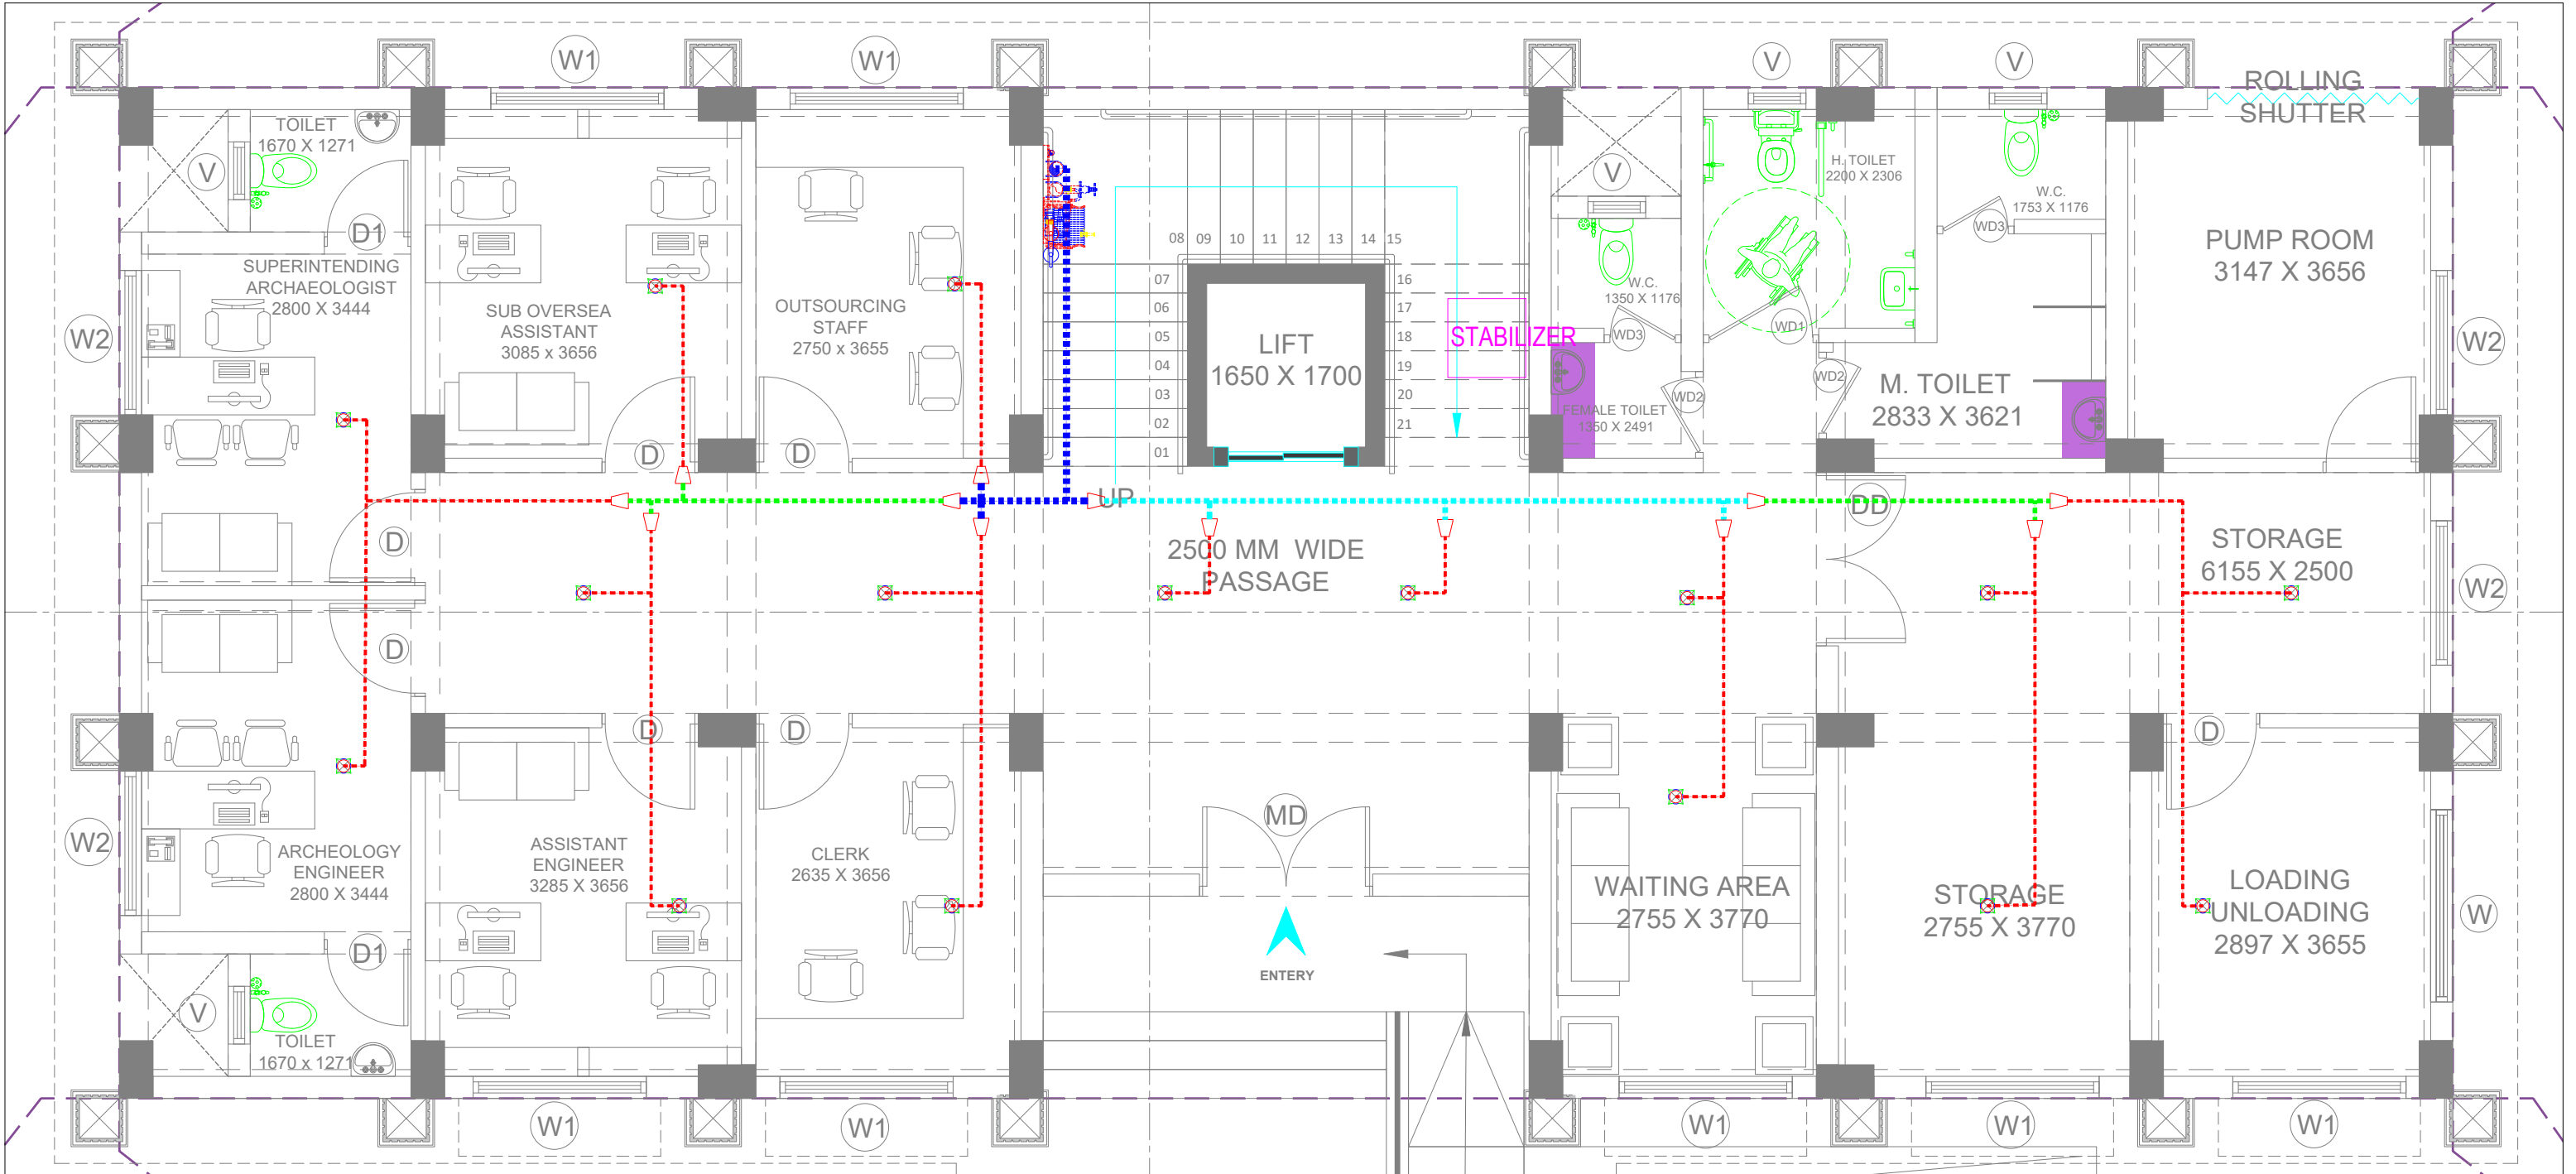 W1
W1
V
V
ROLLING
SHUTTER
TOILET
1670 X 1271
V
D1
SUPERINTENDING
ARCHAEOLOGIST
2800 X 3444
W2
SUB OVERSEA
ASSISTANT
3085 x 3656
OUTSOURCING
STAFF
2750 x 3655
D
D
08
09
10
11
12
13
14
15
07
06
05
04
03
02
01
16
17
18
19
20
21
LIFT
1650 X 1700
STABILIZER
V
W.C.
1350 X 1176
WD3
FEMALE TOILET
1350 X 2491
WD2
H. TOILET
2200 X 2306
WD1
WD2
W.C.
1753 X 1176
WD3
M. TOILET
2833 X 3621
PUMP ROOM
3147 X 3656
W2
UP
DD
D
D
2500 MM WIDE
PASSAGE
STORAGE
6155 X 2500
W2
D
D
D
MD
W2
ARCHEOLOGY
ENGINEER
2800 X 3444
D1
V
TOILET
1670 x 1271
ASSISTANT
ENGINEER
3285 X 3656
CLERK
2635 X 3656
ENTERY
WAITING AREA
2755 X 3770
STORAGE
2755 X 3770
LOADING
UNLOADING
2897 X 3655
W
W1
W1
W1
W1
W1